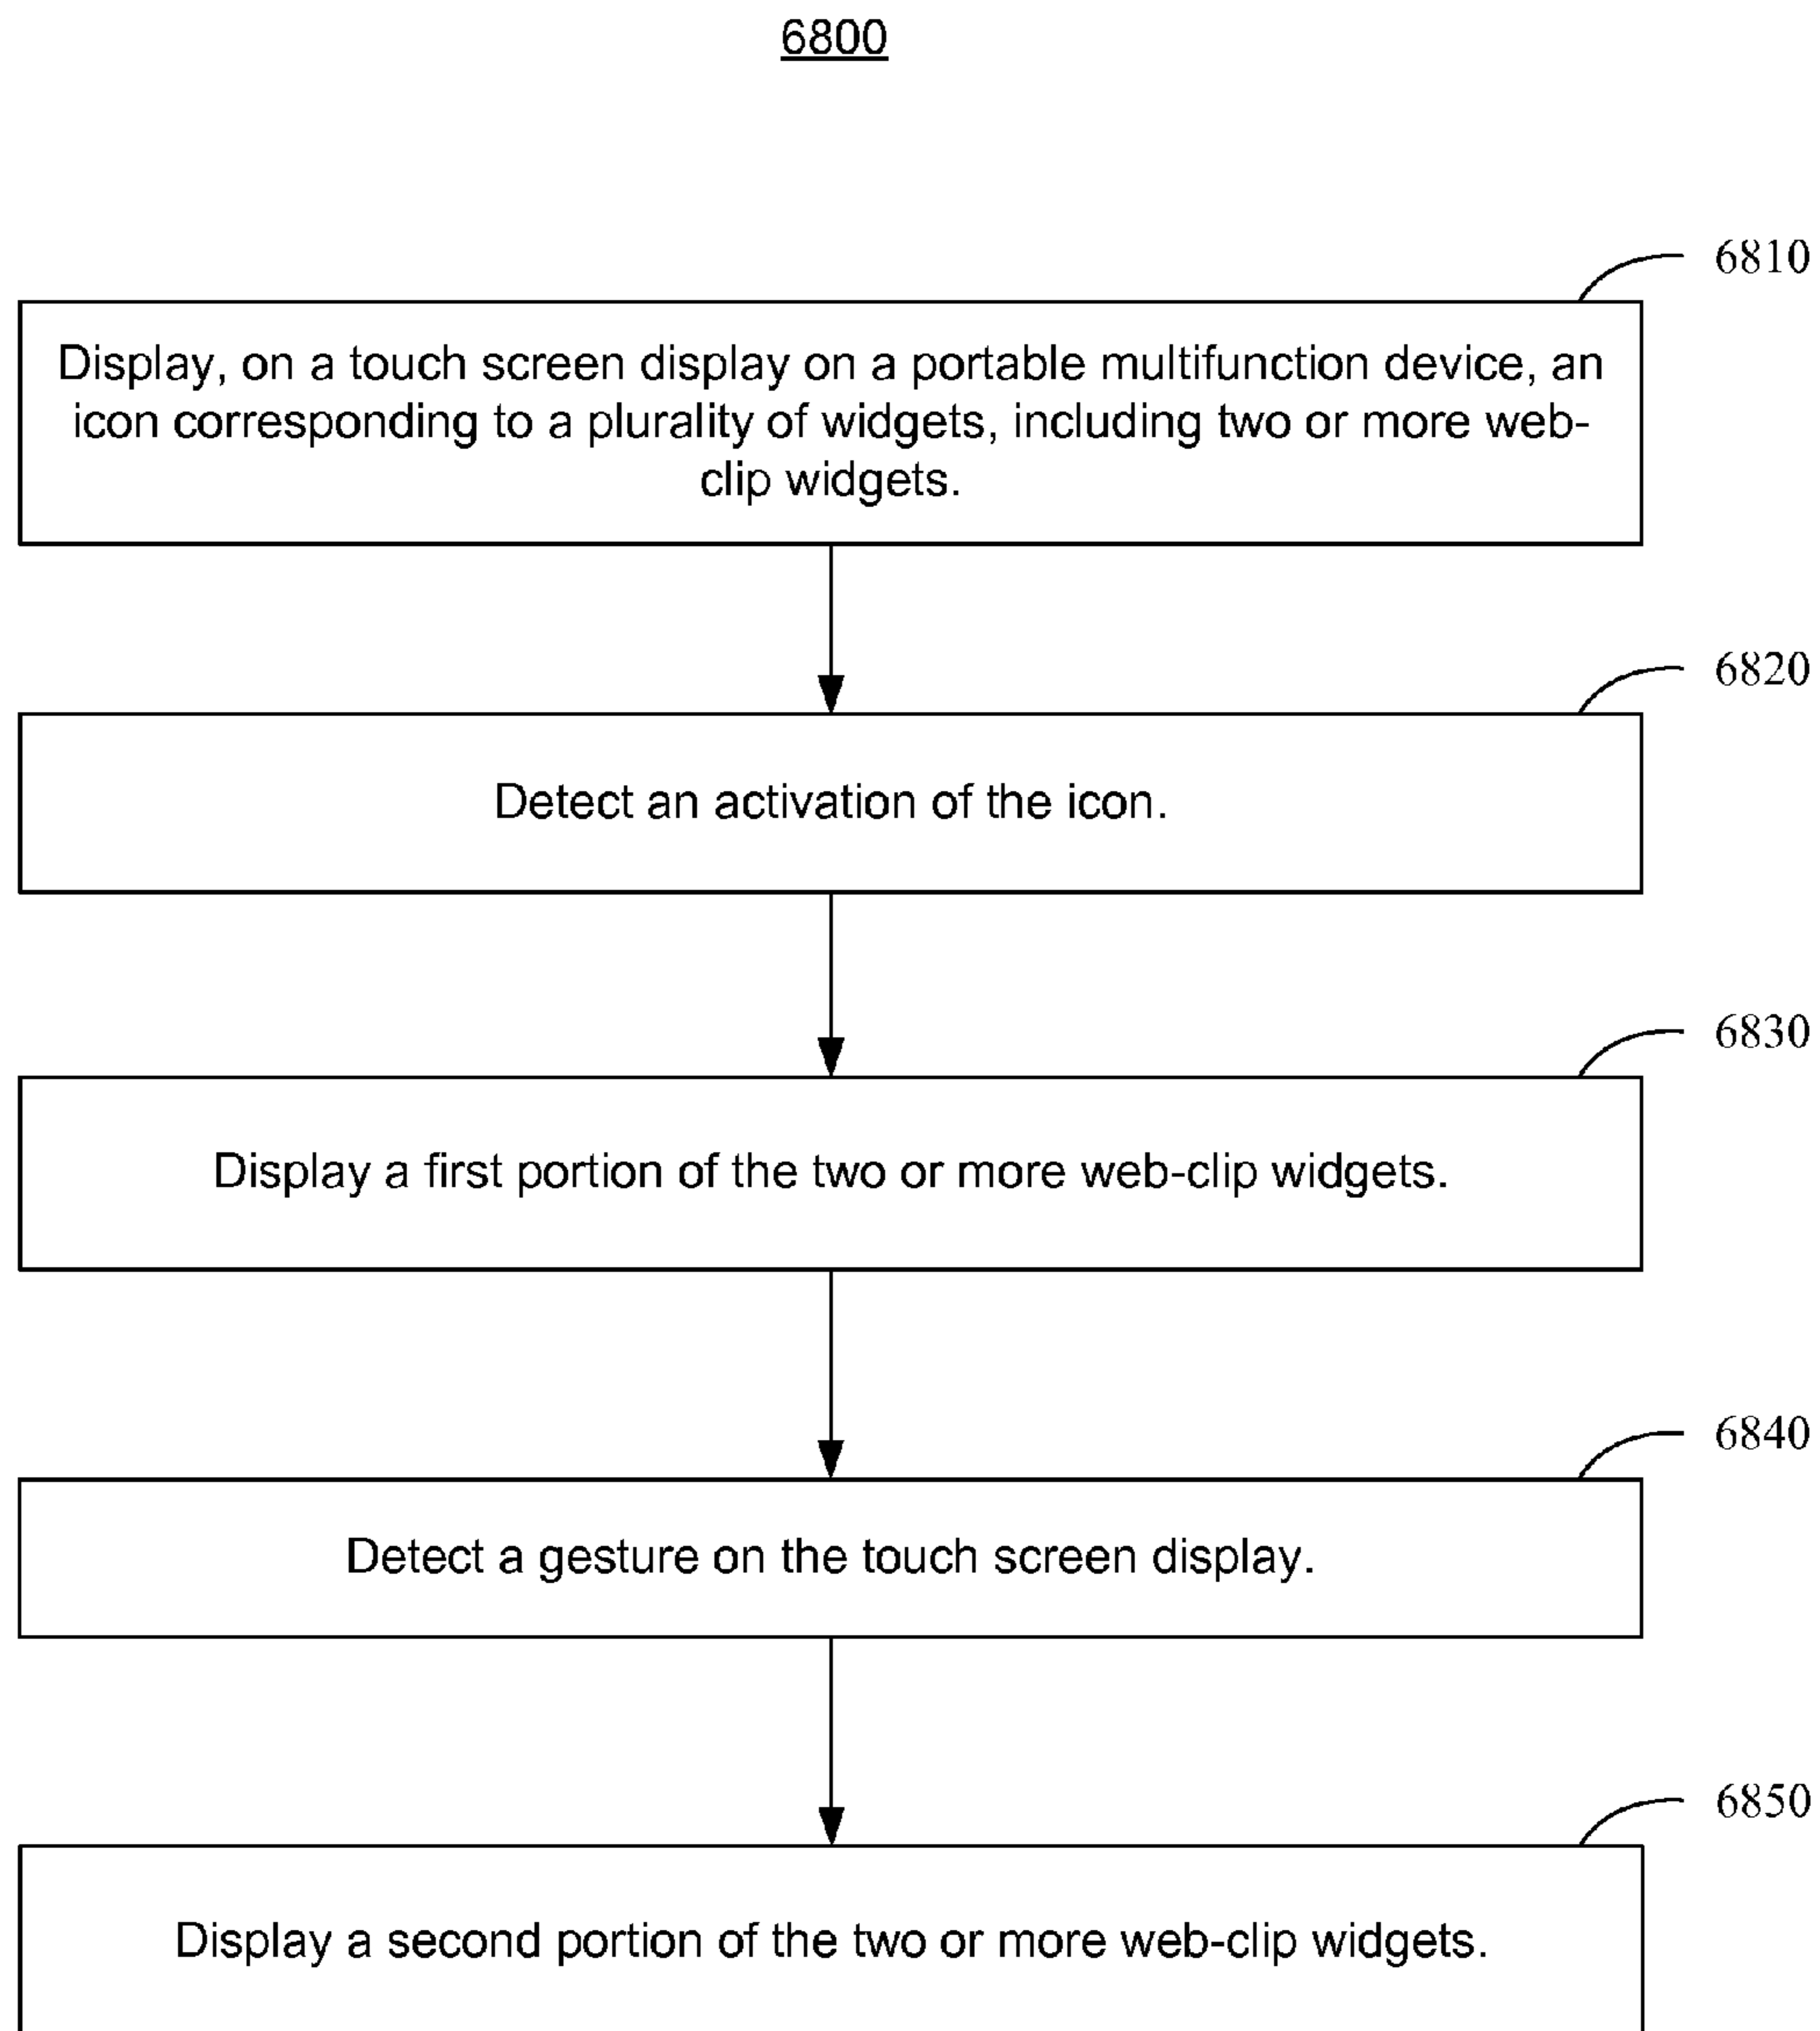 6800
6810
Display, on a touch screen display on a portable multifunction device, an
icon corresponding to a plurality of widgets, including two or more web-
clip widgets.
6820
Detect an activation of the icon.
6830
Display a first portion of the two or more web-clip widgets.
6840
Detect a gesture on the touch screen display.
6850
Display a second portion of the two or more web-clip widgets.